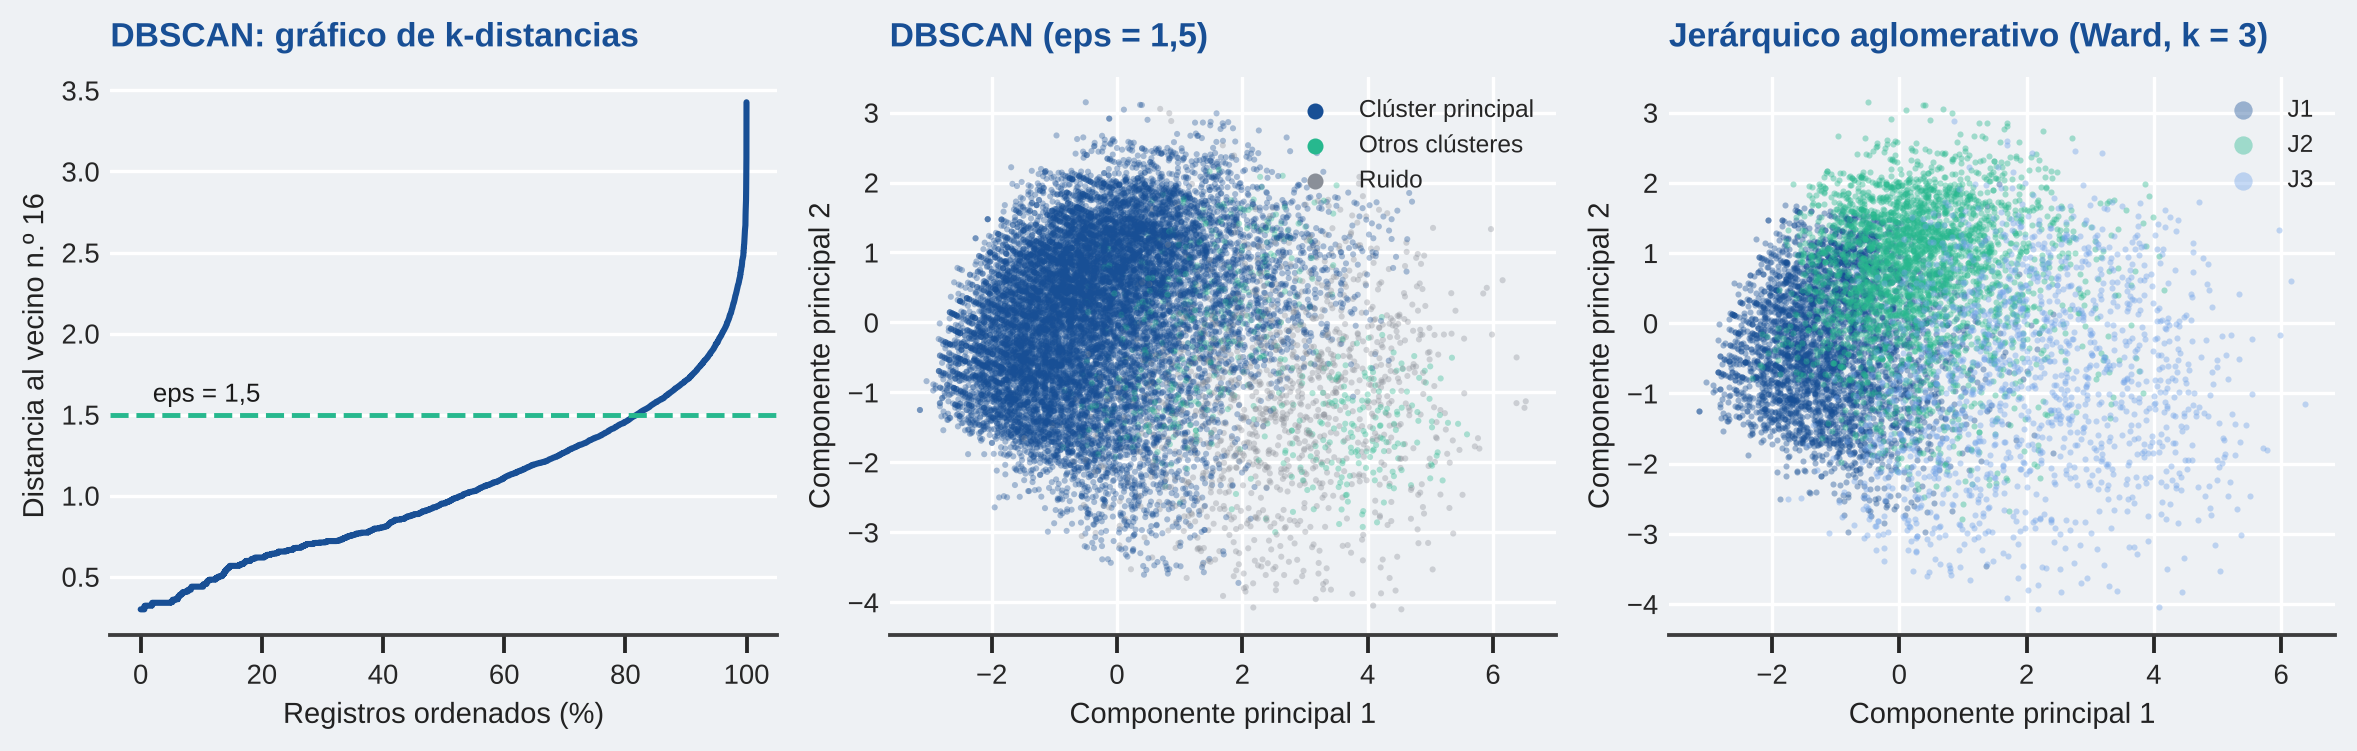 DBSCAN: gráfico de k-distancias
Distancia al vecino n.º 16
3.5
3.0
2.5
2.0
1.5
1.0
0.5
eps = 1,5
0 20 40 60 80 100
Registros ordenados (%)
DBSCAN (eps = 1,5)
Componente principal 2
3
2
1
0
−1
−2
−3
−4
Clúster principal
Otros clústeres
Ruido
−2 0 2 4 6
Componente principal 1
Jerárquico aglomerativo (Ward, k = 3)
Componente principal 2
3
2
1
0
−1
−2
−3
−4
J1
J2
J3
−2 0 2 4 6
Componente principal 1